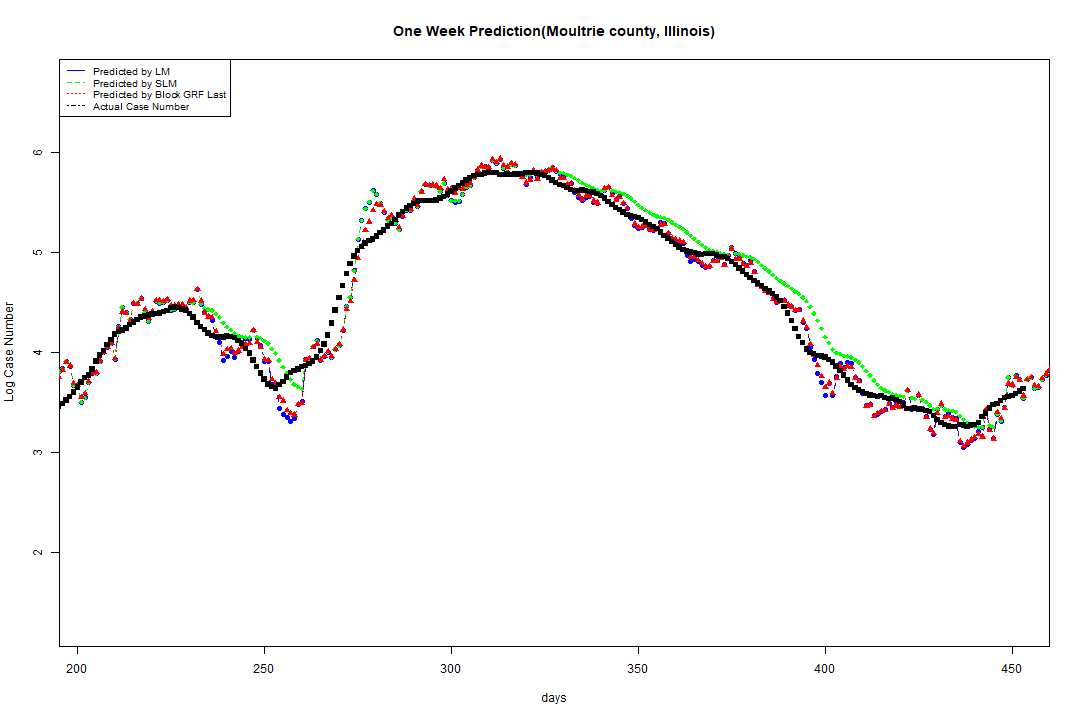 One Week Prediction(Moultrie county, Illinois)
Predicted by LM
Predicted by SLM
Predicted by Block GRF Last
Actual Case Number
Log Case Number
6
5
4
3
2
200 250 300 350 400 450
days